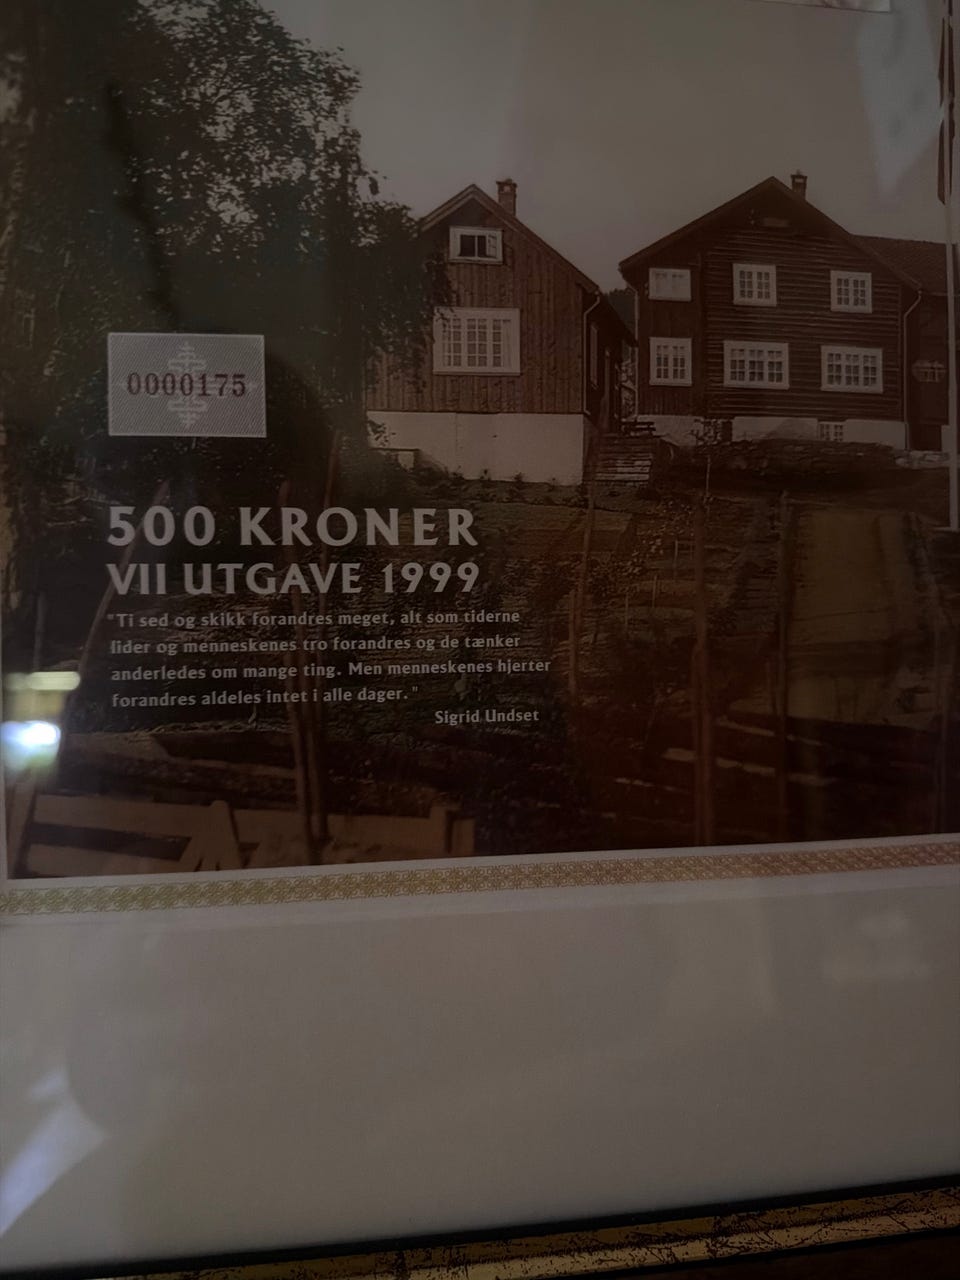 0000175
500 KRONER
VII UTGAVE 1999
"Ti sed og skikk forandres meget, alt som tiderne
lider og menneskenes tro forandres og de tænker
anderledes om mange ting. Men menneskenes hjerter
forandres aldeles intet i alle dager."
Sigrid Undset